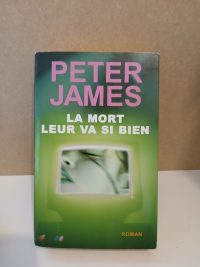 PETER
JAMES
LA MORT
LEUR VA SI BIEN
ROMAN